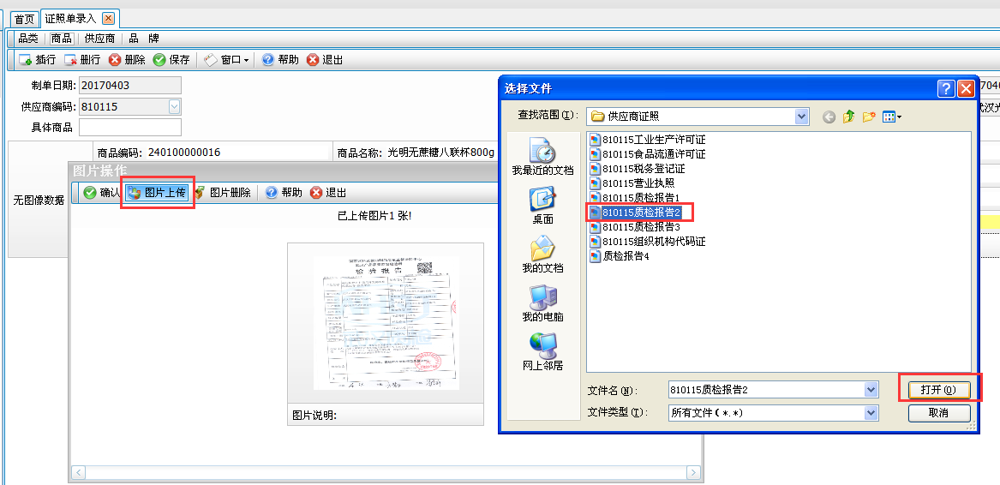 首页 证照单录入
品类 商品 供应商 品 牌
插行 删行 删除 保存 窗口 帮助 退出
制单日期: 20170403
供应商编码: 810115
具体商品
商品编码: 240100000016 商品名称: 光明无蔗糖八联杯800g
无图像数据
图片操作
确认 图片上传 图片删除 帮助 退出
已上传图片1 张!
检 验 报 告
图片说明:
选择文件
查找范围(I): 供应商证照
我最近的文档
桌面
我的文档
我的电脑
网上邻居
810115工业生产许可证
810115食品流通许可证
810115税务登记证
810115营业执照
810115质检报告1
810115质检报告2
810115质检报告3
810115组织机构代码证
质检报告4
文件名(N): 810115质检报告2 打开(O)
文件类型(T): 所有文件(*.*) 取消